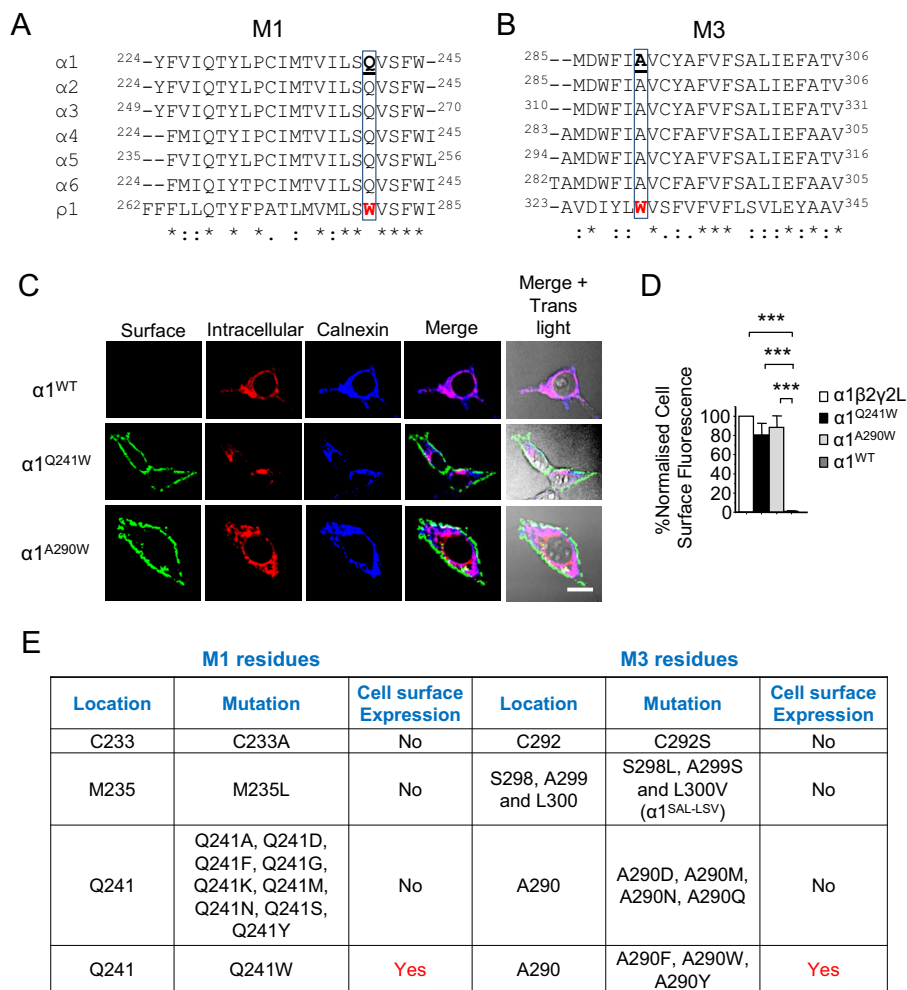 A
M1
α1 224-YFVIQTYLPCIMTVILSQVSFW-245
α2 224--YFVIQTYLPCIMTVILSQVSFW-245
α3 249--YFVIQTYLPCIMTVILSQVSFW-270
α4 224--FMIQTYIPCIMTVILSQVSFWI245
α5 235--YFVIQTYLPCIMTVILSQVSFWL256
α6 224--FMIQIYTPCIMTVILSQVSFWI245
ρ1 262FFFLLQTYFPATLMVMLSWVSFWI285
*::* *. : *::** ****
B
M3
285--MDWFIAVCYAFVFSALIEFATV306
285--MDWFIAVCYAFVFSALIEFATV306
310--MDWFIAVCYAFVFSALIEFATV331
283-AMDWFIAVCFAFVFSALIEFAAV305
294-AMDWFIAVCYAFVFSALIEFATV316
282TAMDWFIAVCYAFVFSALIEFATV305
323-AVDIYLWVSFVFVFLSVLEYAAV345
:* :: *:.*** :::*:*:*
C
Surface Intracellular Calnexin Merge Merge +
Trans
light
α1WT
α1Q241W
α1A290W
D
***
***
***
%Normalised Cell
Surface Fluorescence
100
80
60
40
20
0
α1β2γ2L
α1Q241W
α1A290W
α1WT
E
M1 residues M3 residues
Location Mutation Cell surface
Expression Location Mutation Cell surface
Expression
C233 C233A No C292 C292S No
M235 M235L No S298, A299
and L300 S298L, A299S
and L300V
(α1SAL-LSV) No
Q241 Q241A, Q241D,
Q241F, Q241G,
Q241K, Q241M,
Q241N, Q241S,
Q241Y No A290 A290D, A290M,
A290N, A290Q No
Q241 Q241W Yes A290 A290F, A290W,
A290Y Yes